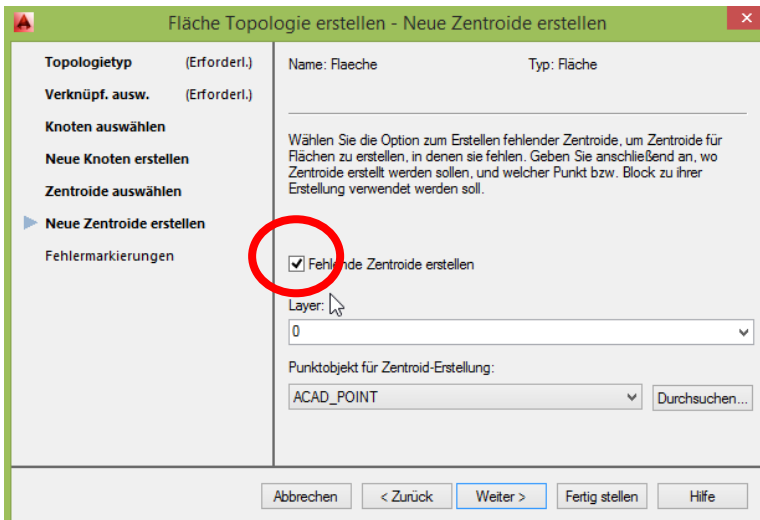 Fläche Topologie erstellen - Neue Zentroide erstellen
Topologietyp (Erforderl.)
Verknüpf. ausw. (Erforderl.)
Knoten auswählen
Neue Knoten erstellen
Zentroide auswählen
Neue Zentroide erstellen
Fehlermarkierungen
Name: Flaeche Typ: Fläche
Wählen Sie die Option zum Erstellen fehlender Zentroide, um Zentroide für
Flächen zu erstellen, in denen sie fehlen. Geben Sie anschließend an, wo
Zentroide erstellt werden sollen, und welcher Punkt bzw. Block zu ihrer
Erstellung verwendet werden soll.
Fehlende Zentroide erstellen
Layer:
0
Punktobjekt für Zentroid-Erstellung:
ACAD_POINT
Durchsuchen...
Abbrechen < Zurück Weiter > Fertig stellen Hilfe